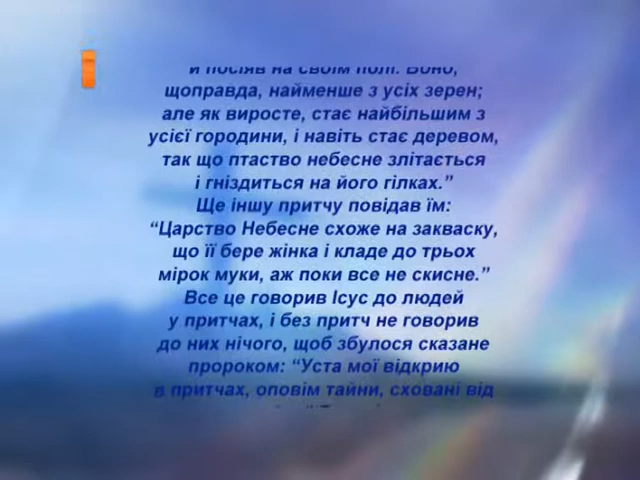 й посіяв на своїм полі. Воно,
щоправда, найменше з усіх зерен;
але як виросте, стає найбільшим з
усієї городини, і навіть стає деревом,
так що птаство небесне злітається
і гніздиться на його гілках.”
Ще іншу притчу повідав їм:
“Царство Небесне схоже на закваску,
що її бере жінка і кладе до трьох
мірок муки, аж поки все не скисне.”
Все це говорив Ісус до людей
у притчах, і без притч не говорив
до них нічого, щоб збулося сказане
пророком: “Уста мої відкрию
в притчах, оповім тайни, сховані від